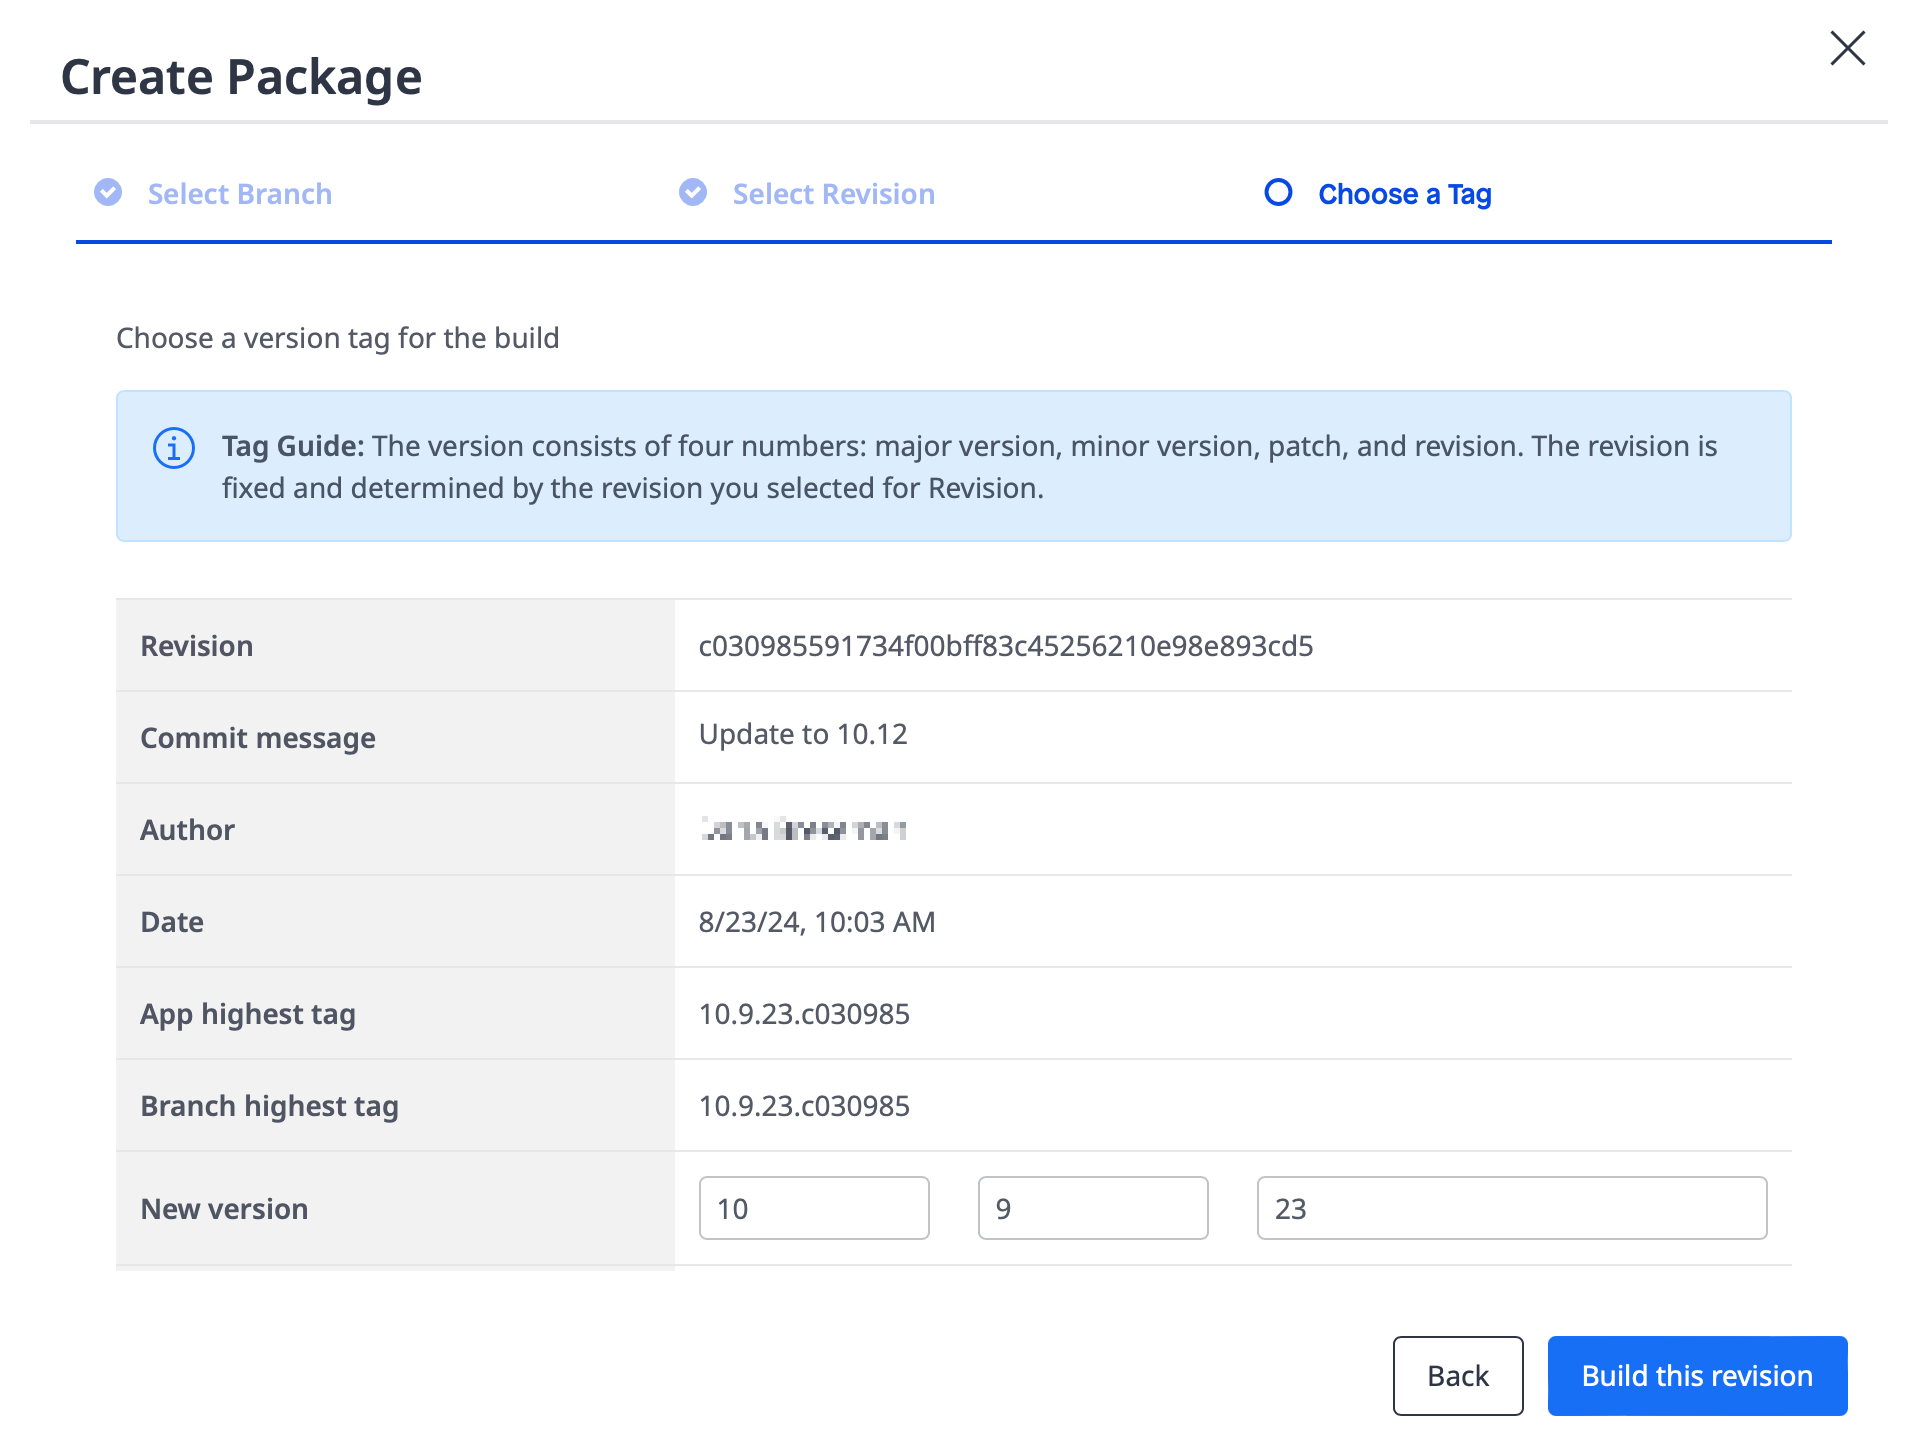 Create Package
Select Branch
Select Revision
Choose a Tag
Choose a version tag for the build
Tag Guide: The version consists of four numbers: major version, minor version, patch, and revision. The revision is
fixed and determined by the revision you selected for Revision.
Revision
c030985591734f00bff83c45256210e98e893cd5
Commit message
Update to 10.12
Author
Date
8/23/24, 10:03 AM
App highest tag
10.9.23.c030985
Branch highest tag
10.9.23.c030985
New version
10
9
23
Back
Build this revision